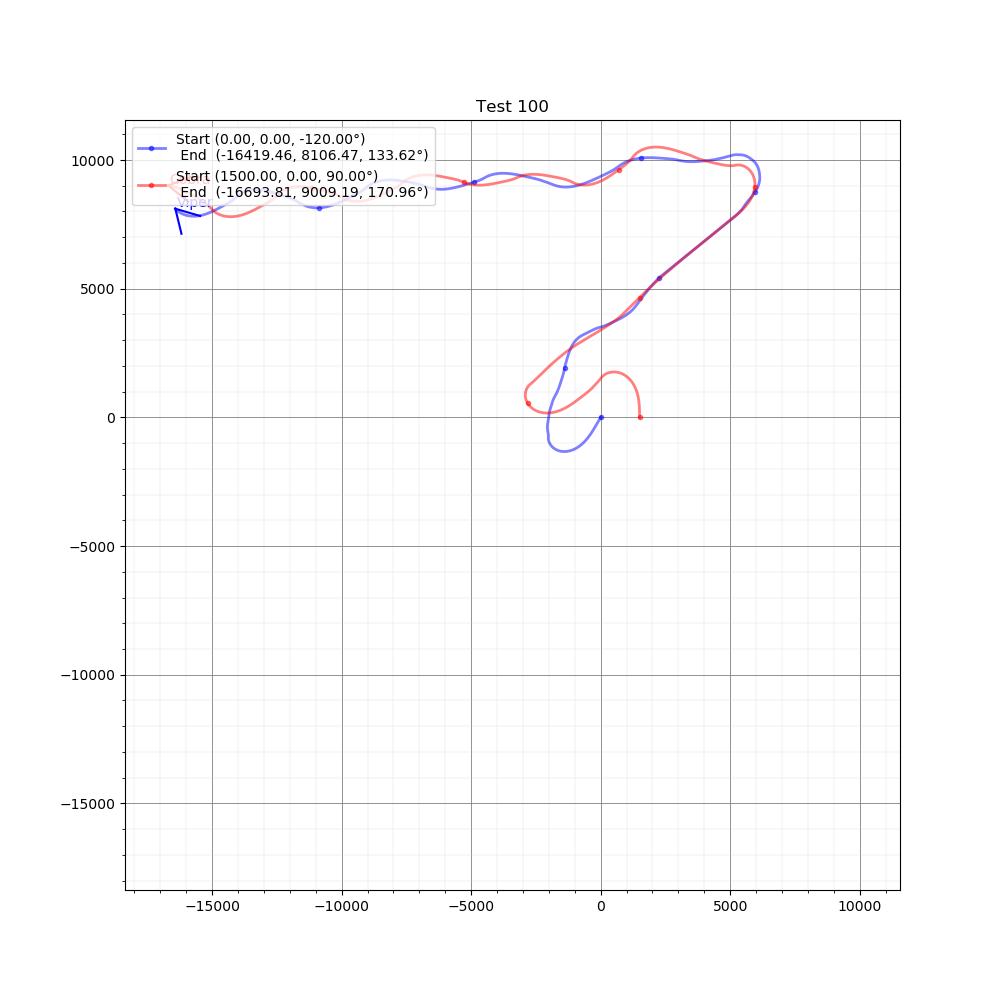 Test 100
Start (0.00, 0.00, -120.00°)
End  (-16419.46, 8106.47, 133.62°)
Start (1500.00, 0.00, 90.00°)
End  (-16693.81, 9009.19, 170.96°)
Viper
10000
5000
0
−5000
−10000
−15000
−15000
−10000
−5000
0
5000
10000